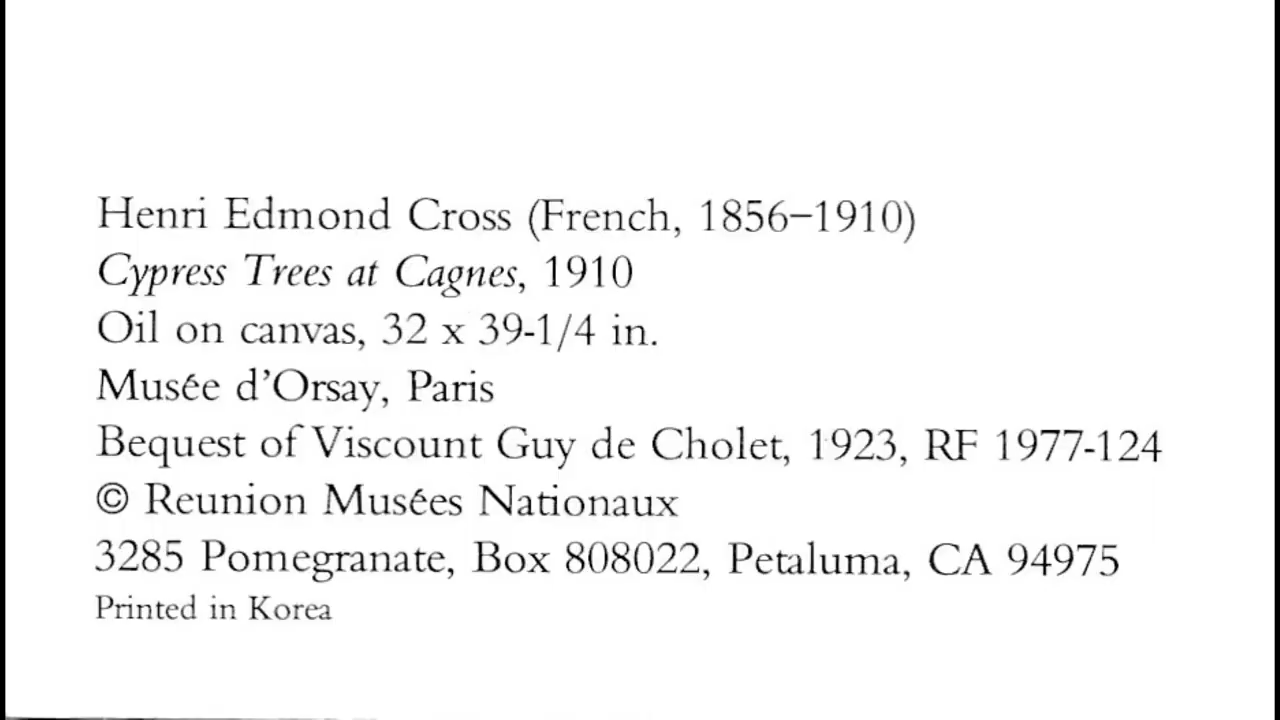 Henri Edmond Cross (French, 1856–1910)
Cypress Trees at Cagnes, 1910
Oil on canvas, 32 x 39-1/4 in.
Musée d’Orsay, Paris
Bequest of Viscount Guy de Cholet, 1923, RF 1977-124
© Reunion Musées Nationaux
3285 Pomegranate, Box 808022, Petaluma, CA 94975
Printed in Korea